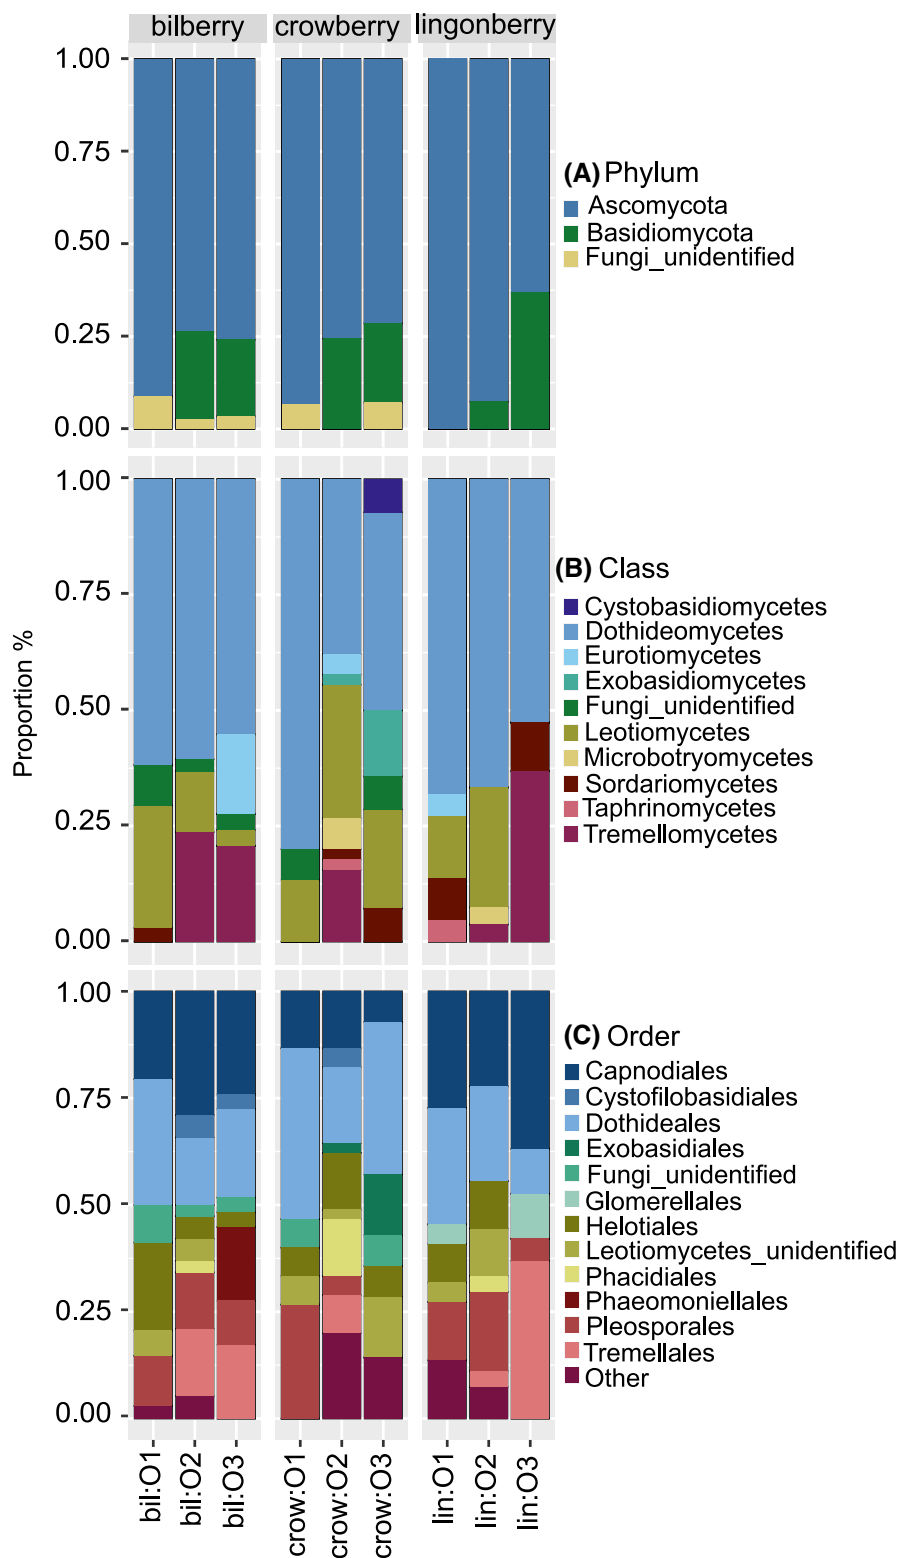 bilberry crowberry lingonberry
1.00
0.75
0.50
0.25
0.00
(A) Phylum
Ascomycota
Basidiomycota
Fungi_unidentified
Proportion %
1.00
0.75
0.50
0.25
0.00
(B) Class
Cystobasidiomycetes
Dothideomycetes
Eurotiomycetes
Exobasidiomycetes
Fungi_unidentified
Leotiomycetes
Microbotryomycetes
Sordariomycetes
Taphrinomycetes
Tremellomycetes
1.00
0.75
0.50
0.25
0.00
(C) Order
Capnodiales
Cystofilobasidiales
Dothideales
Exobasidiales
Fungi_unidentified
Glomerellales
Helotiales
Leotiomycetes_unidentified
Phacidiales
Phaeomoniellales
Pleosporales
Tremellales
Other
bil:O1
bil:O2
bil:O3
crow:O1
crow:O2
crow:O3
lin:O1
lin:O2
lin:O3